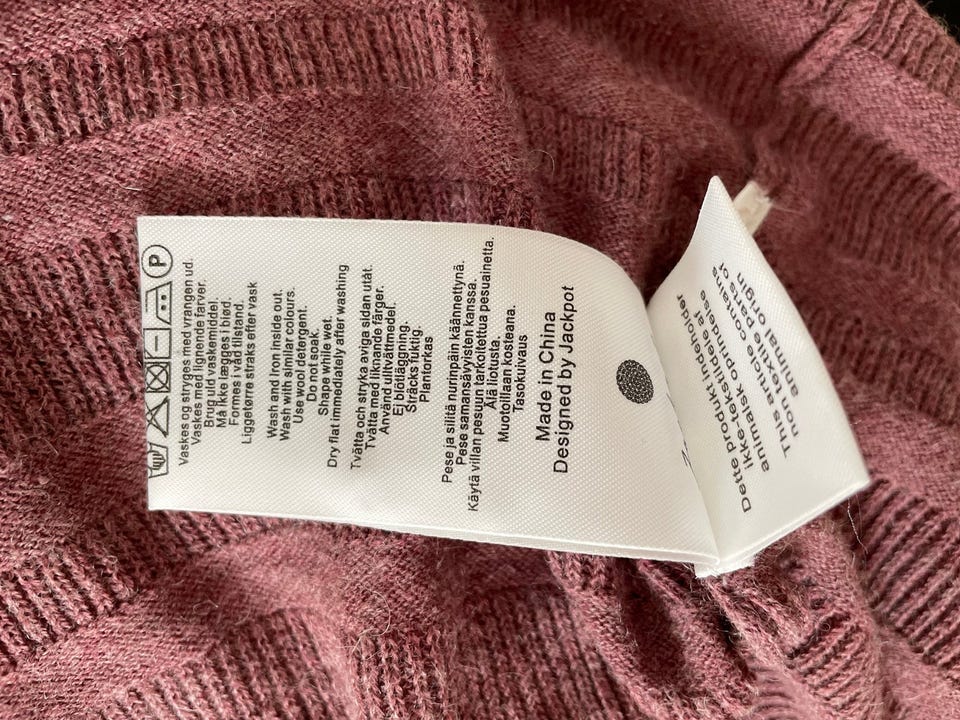 P
Vaskes og stryges med vrangen ud.
Vaskes med lignende farver.
Brug uld vaskemiddel.
Må ikke lægges i blød.
Formes i våd tilstand.
Liggetørre straks efter vask
Wash and Iron inside out.
Wash with similar colours.
Use wool detergent.
Do not soak.
Shape while wet.
Dry flat immediately after washing
Tvätta och stryka aviga sidan utåt.
Tvätta med liknande färger.
Använd ulltvättmedel.
Ej blötläggning.
Sträcks fuktig.
Plantorkas
Pese ja silitä nurinpäin käännettynä.
Pese samansävyisten kanssa.
Käytä villan pesuun tarkoitettua pesuainetta.
Älä liotusta.
Muotoillaan kosteana.
Tasokuivaus
Made in China
Designed by Jackpot
Dette produkt indeholder
ikke-tekstildele af
animalsk oprindelse
This article contains
non textile parts of
animal origin